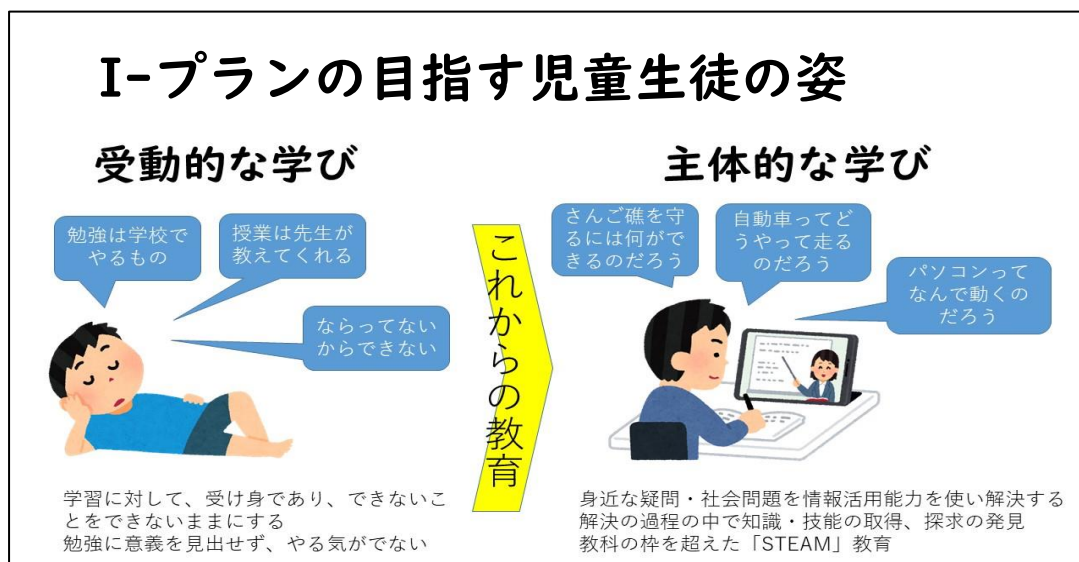 I-プランの目指す児童生徒の姿
受動的な学び
勉強は学校で
やるもの
授業は先生が
教えてくれる
ならってない
からできない
学習に対して、受け身であり、できないこ
とをできないままにする
勉強に意義を見出せず、やる気がでない
これからの教育
主体的な学び
さんご礁を守
るには何がで
きるのだろう
自動車ってど
うやって走る
のだろう
パソコンって
なんで動くの
だろう
身近な疑問・社会問題を情報活用能力を使い解決する
解決の過程の中で知識・技能の取得、探求の発見
教科の枠を超えた「STEAM」教育